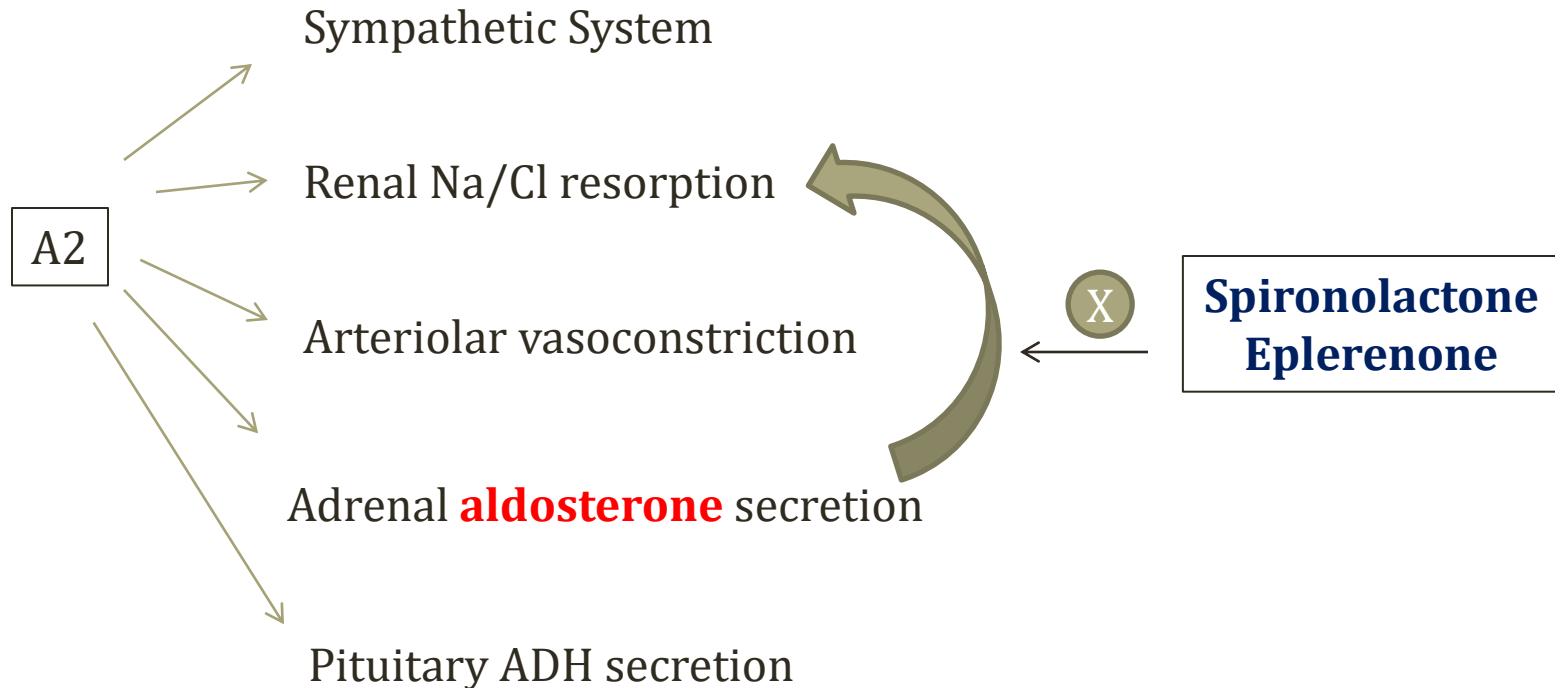 Sympathetic System
Renal Na/Cl resorption
A2
Arteriolar vasoconstriction
Adrenal aldosterone secretion
Pituitary ADH secretion
X
Spironolactone
Eplerenone